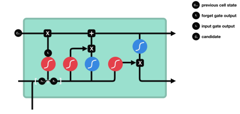 previous cell state
forget gate output
input gate output
candidate